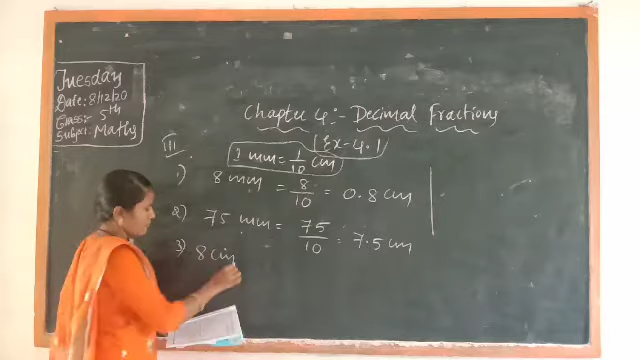 Tuesday
Date:-8/12/20
Class:- 5th
Subject: Maths
Chapter 4:- Decimal Fractions
{Ex-4.1
III
1 mm = 1/10 cm
1) 8 mm = 8/10 = 0.8 cm
2) 75 mm = 75/10 = 7.5 cm
3) 8 cm